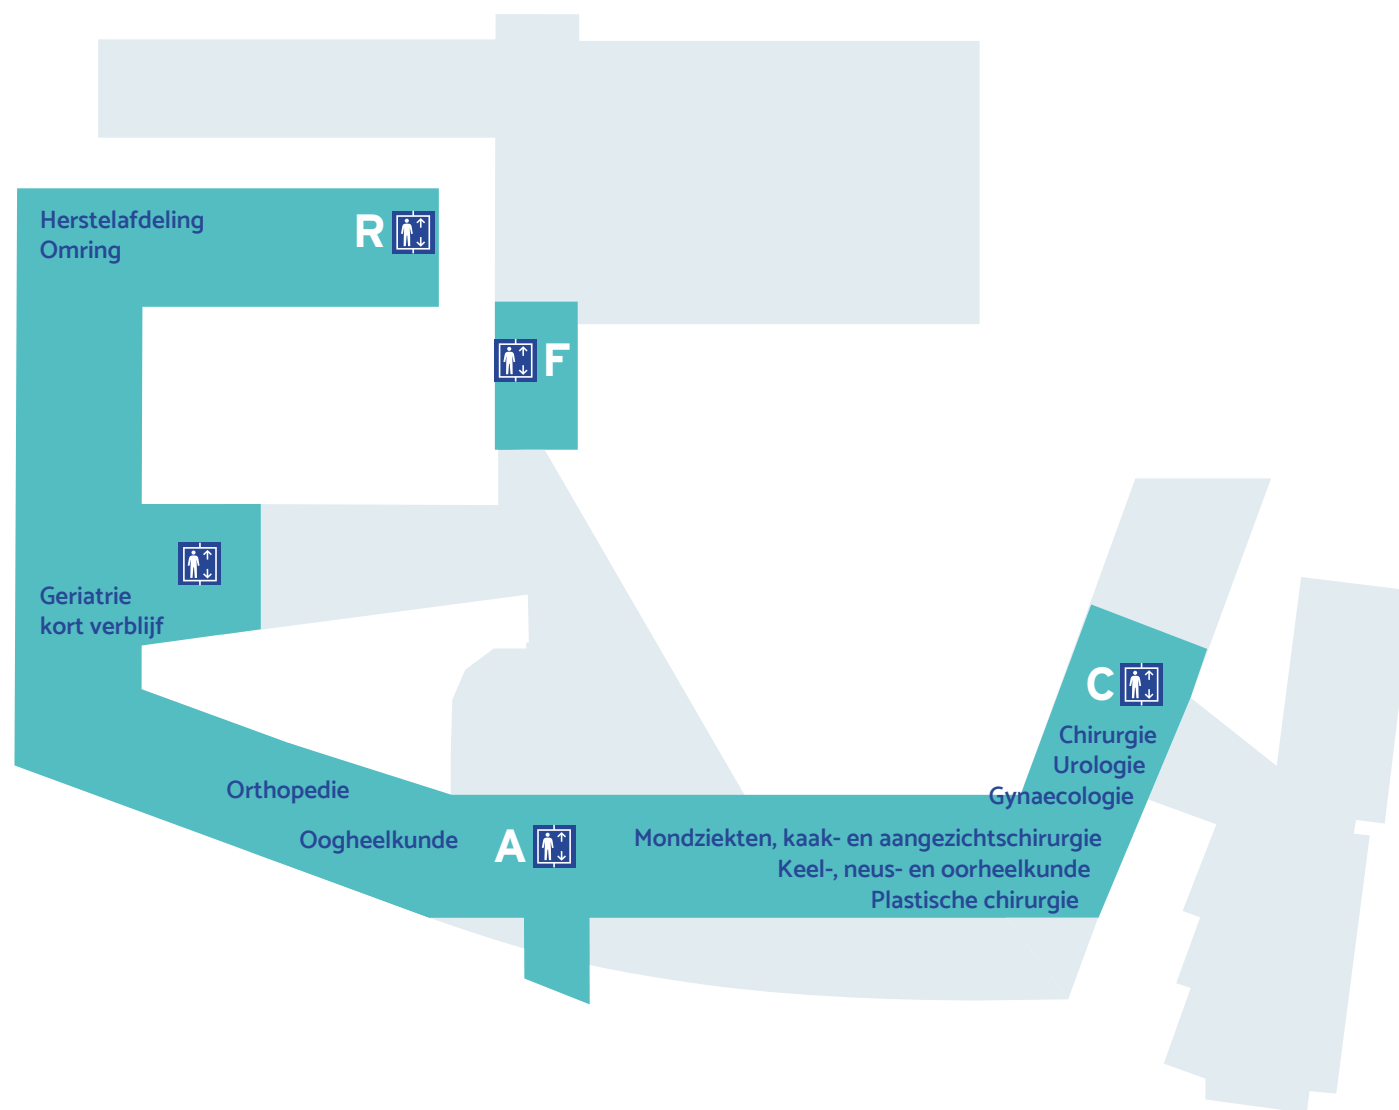 Herstelafdeling
Omring
R
F
Geriatrie
kort verblijf
C
Chirurgie
Urologie
Gynaecologie
Orthopedie
Oogheelkunde
A
Mondziekten, kaak- en aangezichtschirurgie
Keel-, neus- en oorheelkunde
Plastische chirurgie